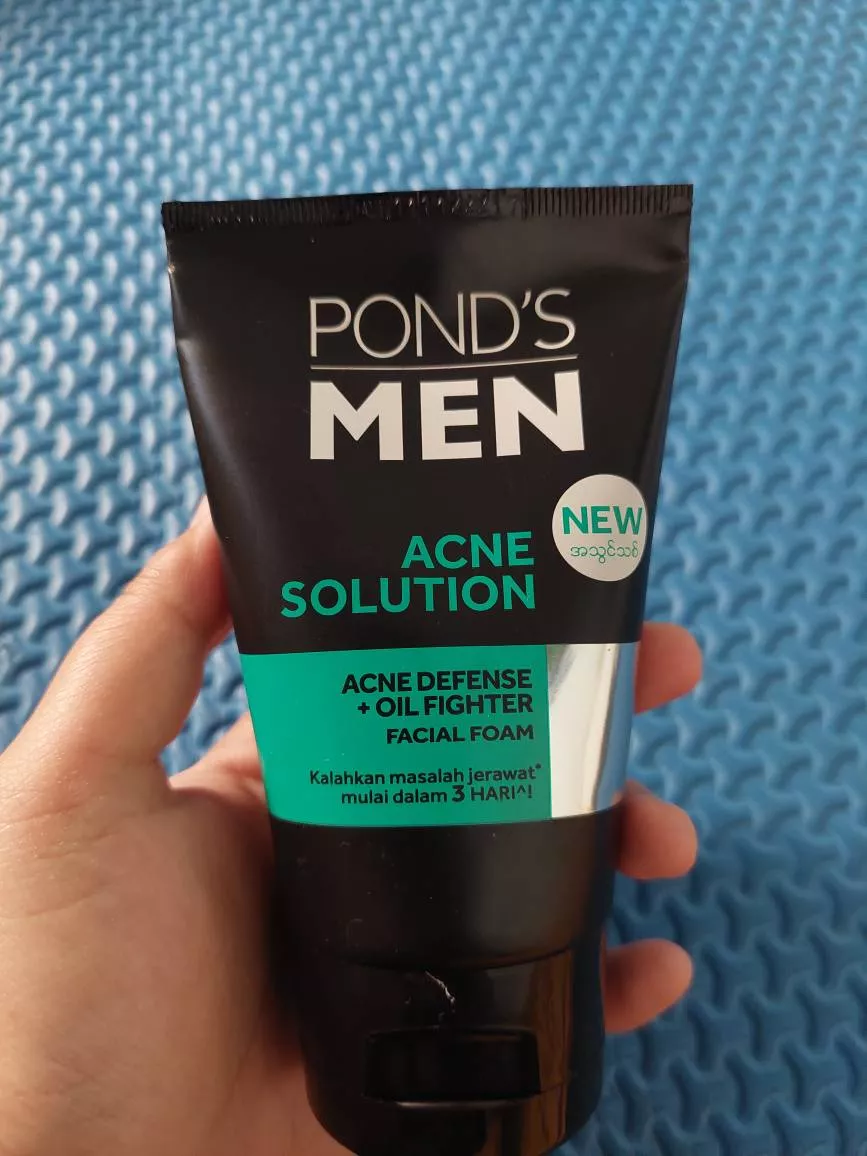 POND'S
MEN
NEW
အသွင်သစ်
ACNE
SOLUTION
ACNE DEFENSE
+ OIL FIGHTER
FACIAL FOAM
Kalahkan masalah jerawat*
mulai dalam 3 HARI^!